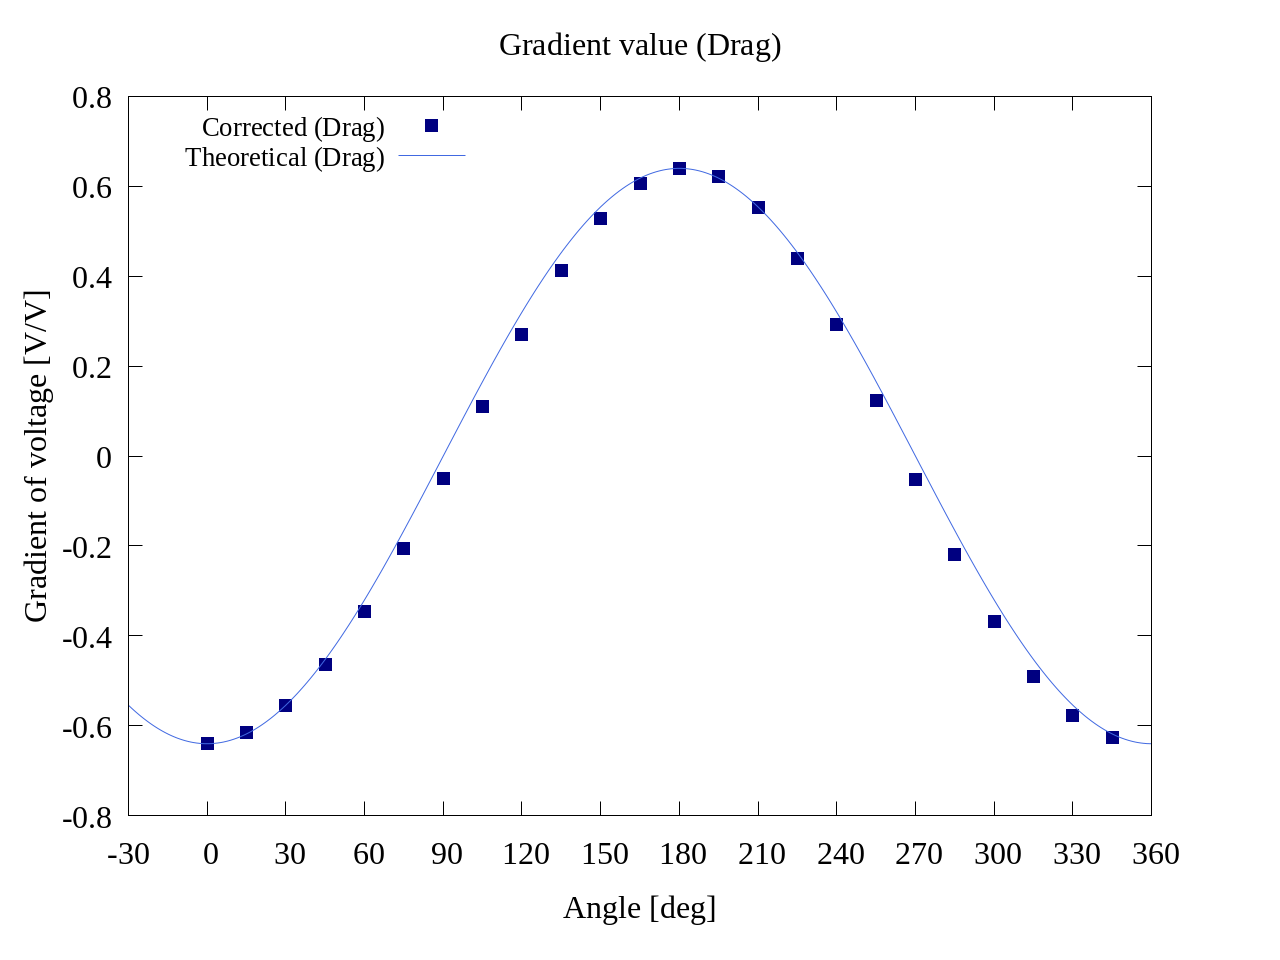 Gradient value (Drag)
Corrected (Drag)
Theoretical (Drag)
Gradient of voltage [V/V]
0.8
0.6
0.4
0.2
0
-0.2
-0.4
-0.6
-0.8
-30 0 30 60 90 120 150 180 210 240 270 300 330 360
Angle [deg]